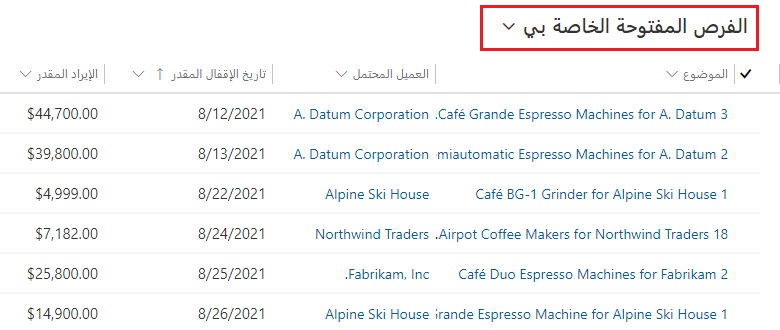 الفرص المفتوحة الخاصة بي
الموضوع العميل المحتمل تاريخ الإقفال المقدر ↑ الإيراد المقدر
.Café Grande Espresso Machines for A. Datum 3 A. Datum Corporation 8/12/2021 $44,700.00
miautomatic Espresso Machines for A. Datum 2 A. Datum Corporation 8/13/2021 $39,800.00
Café BG-1 Grinder for Alpine Ski House 1 Alpine Ski House 8/22/2021 $4,999.00
.Airpot Coffee Makers for Northwind Traders 18 Northwind Traders 8/24/2021 $7,182.00
Café Duo Espresso Machines for Fabrikam 2 .Fabrikam, Inc 8/25/2021 $25,800.00
Grande Espresso Machine for Alpine Ski House 1 Alpine Ski House 8/26/2021 $14,900.00